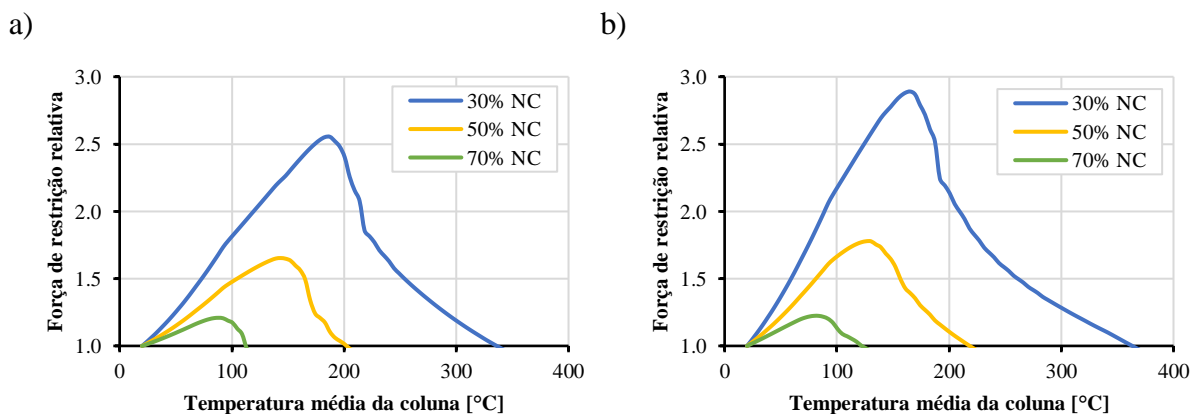 a)
3.0
2.5
2.0
1.5
1.0
Força de restrição relativa
30% NC
50% NC
70% NC
0
100
200
300
400
Temperatura média da coluna [°C]
b)
3.0
2.5
2.0
1.5
1.0
Força de restrição relativa
30% NC
50% NC
70% NC
0
100
200
300
400
Temperatura média da coluna [°C]